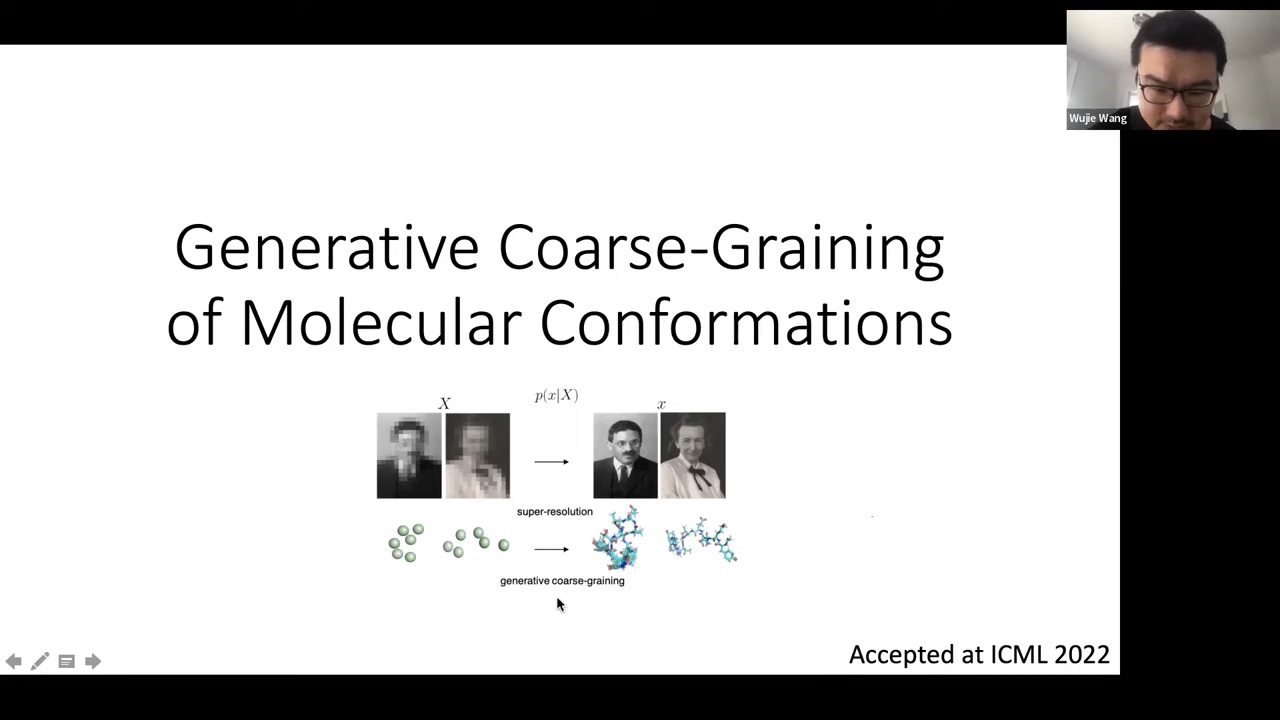 Wujie Wang
Generative Coarse-Graining
of Molecular Conformations
X
p(x|X)
x
super-resolution
generative coarse-graining
Accepted at ICML 2022